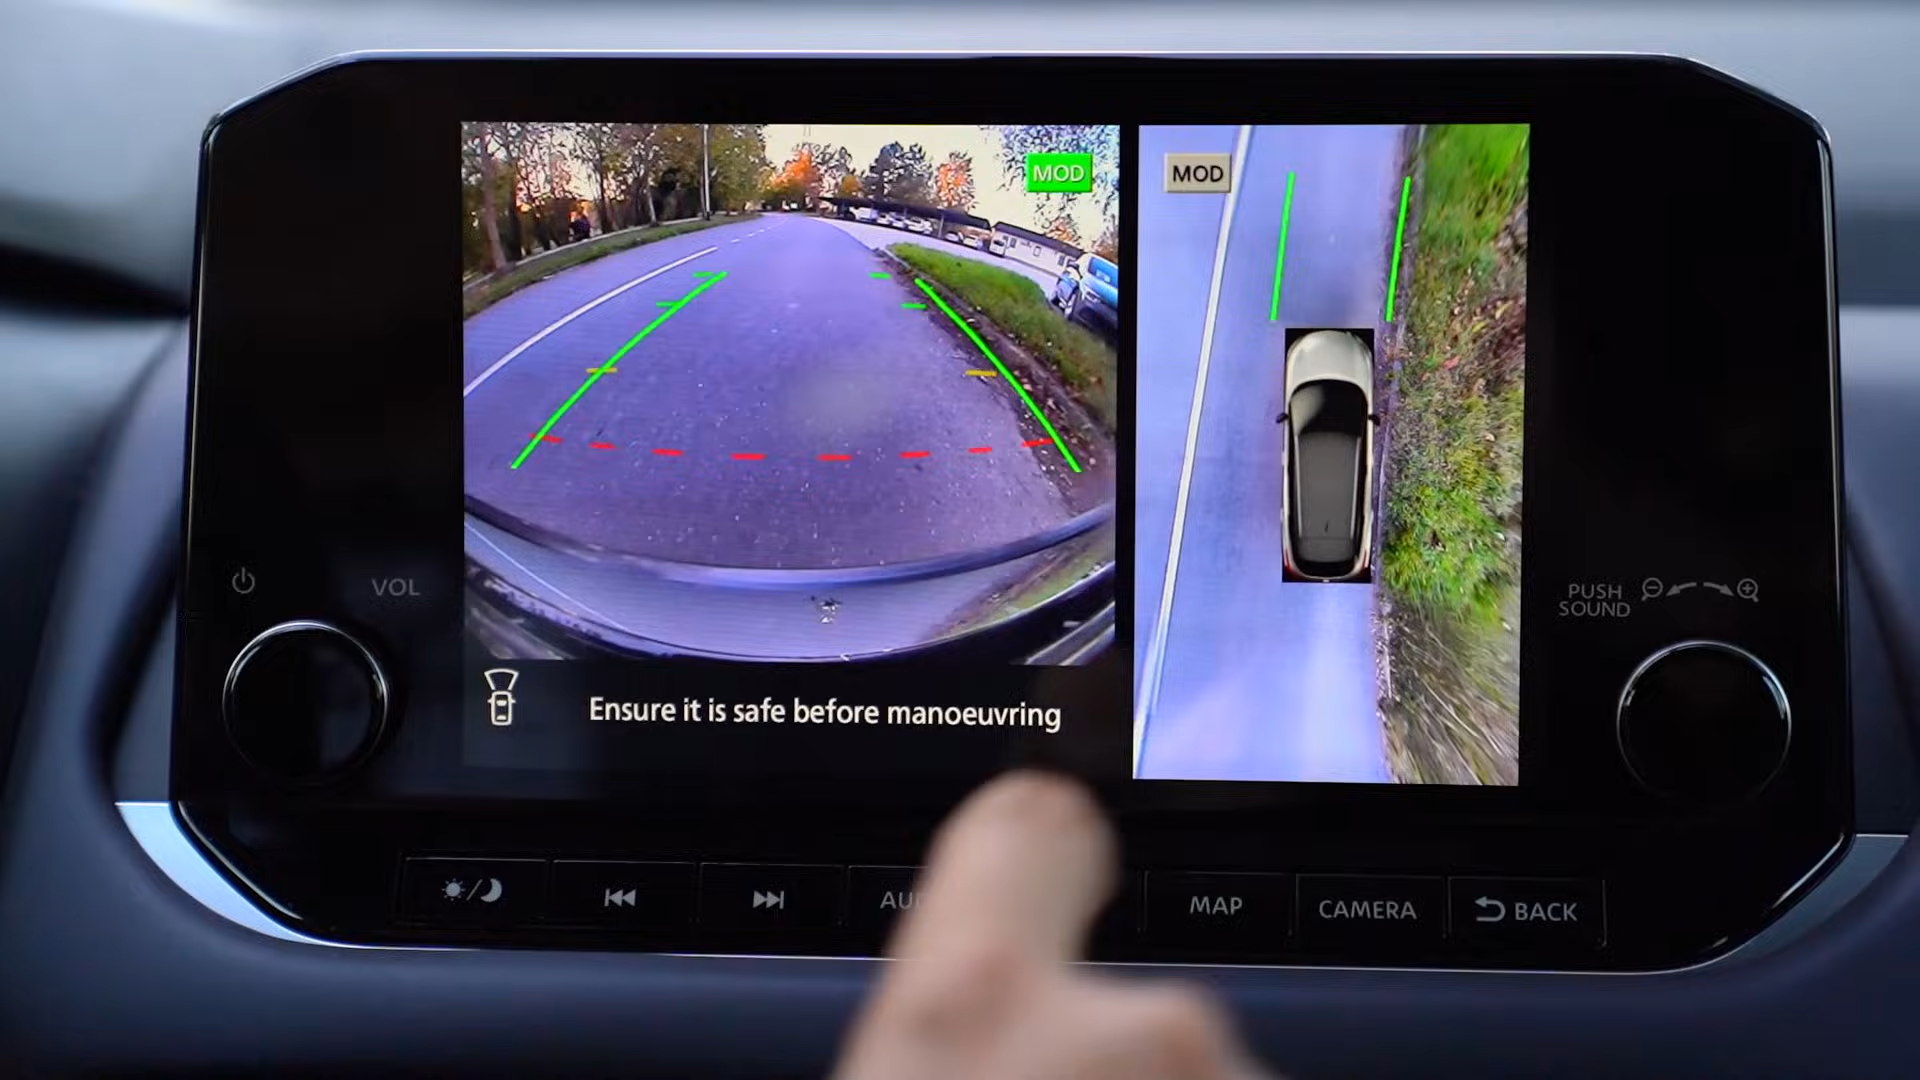 MOD
MOD
VOL
PUSH
SOUND
Ensure it is safe before manoeuvring
MAP
CAMERA
BACK